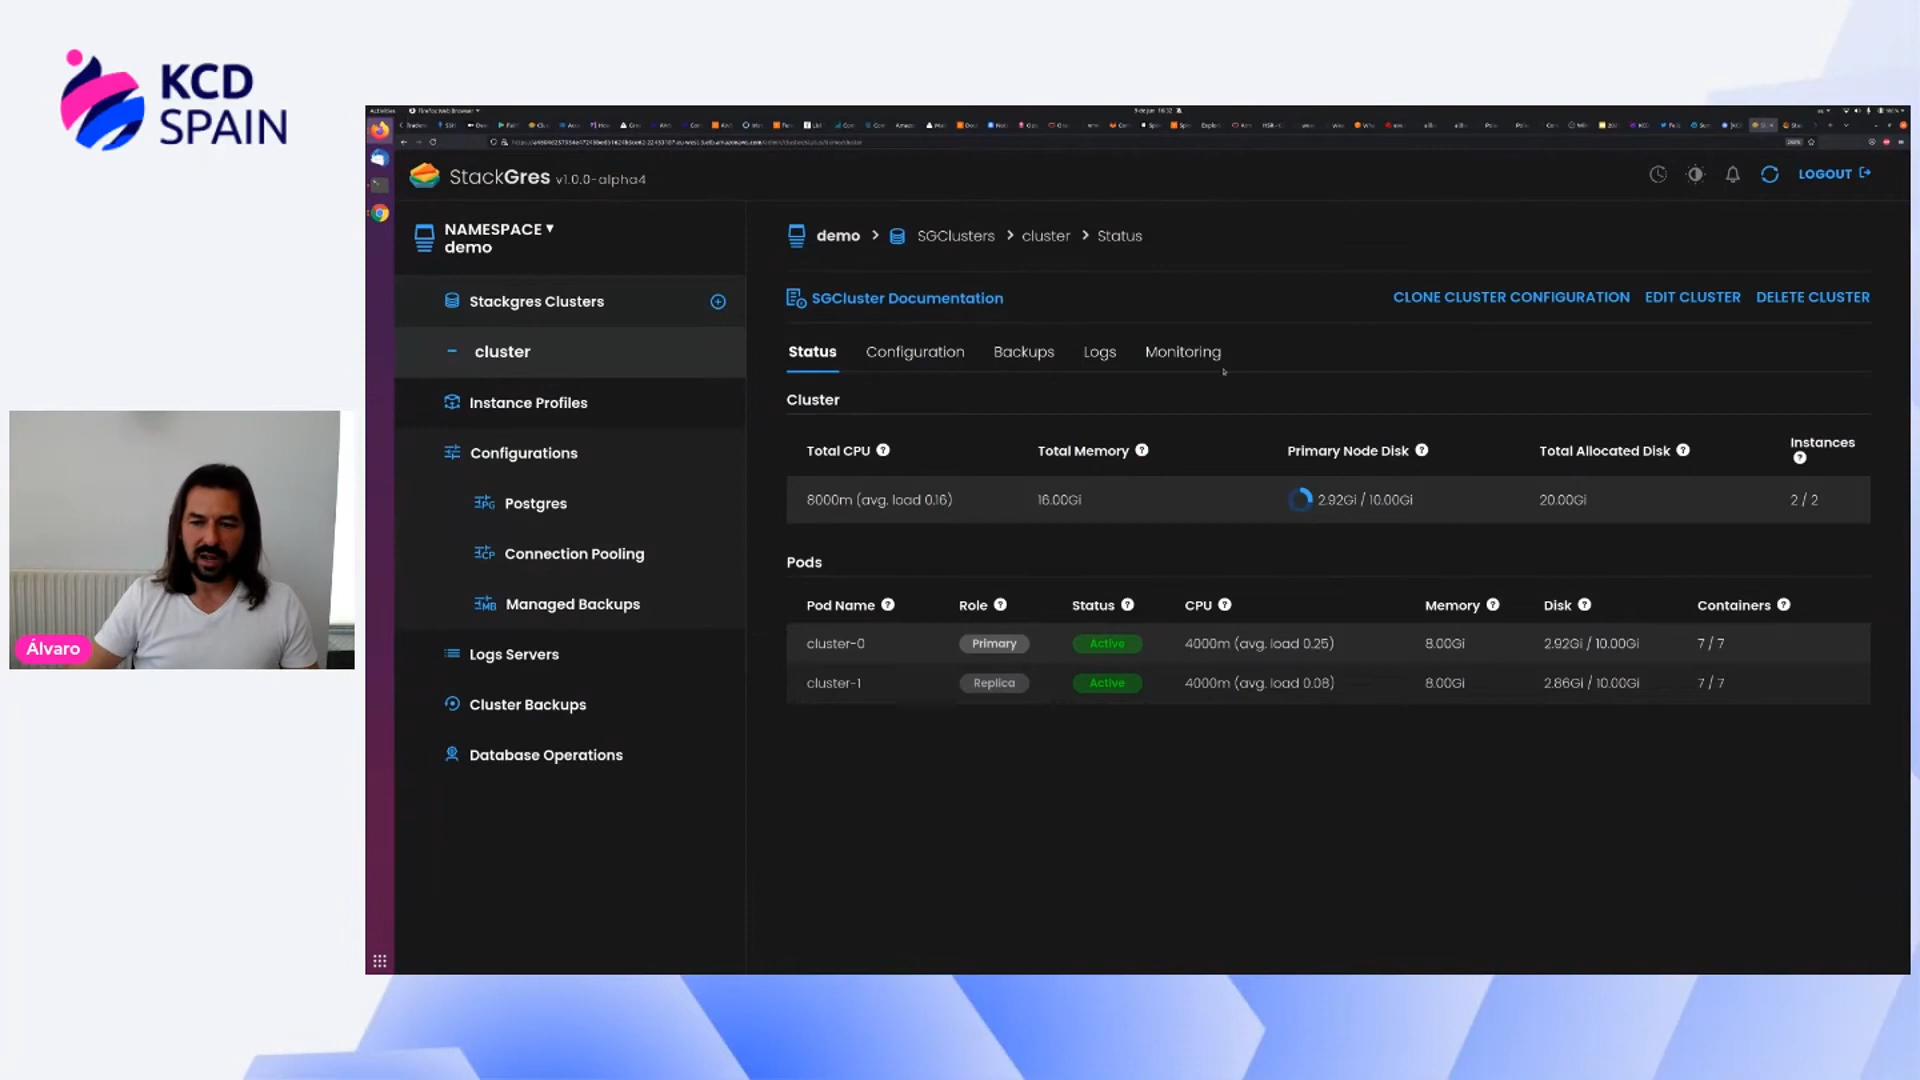 KCD
SPAIN
Álvaro
Activities
Firefox Web Browser
StackGres v1.0.0-alpha4
LOGOUT
NAMESPACE
demo
demo > SGClusters > cluster > Status
Stackgres Clusters
cluster
Instance Profiles
Configurations
Postgres
Connection Pooling
Managed Backups
Logs Servers
Cluster Backups
Database Operations
SGCluster Documentation
CLONE CLUSTER CONFIGURATION EDIT CLUSTER DELETE CLUSTER
Status Configuration Backups Logs Monitoring
Cluster
Total CPU Total Memory Primary Node Disk Total Allocated Disk Instances
8000m (avg. load 0.16) 16.00Gi 2.92Gi / 10.00Gi 20.00Gi 2 / 2
Pods
Pod Name Role Status CPU Memory Disk Containers
cluster-0 Primary Active 4000m (avg. load 0.25) 8.00Gi 2.92Gi / 10.00Gi 7 / 7
cluster-1 Replica Active 4000m (avg. load 0.08) 8.00Gi 2.86Gi / 10.00Gi 7 / 7